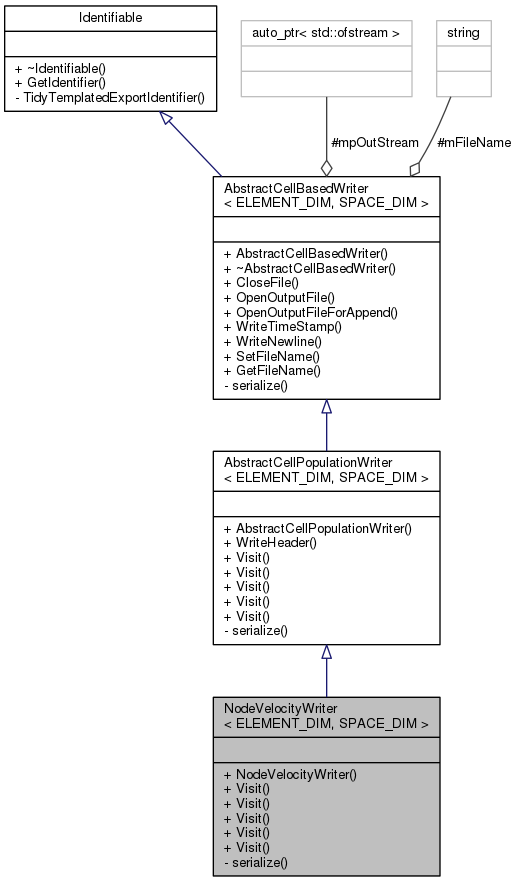 Identifiable
+ ~Identifiable()
+ GetIdentifier()
- TidyTemplatedExportIdentifier()
auto_ptr< std::ofstream >
string
#mpOutStream
#mFileName
AbstractCellBasedWriter
< ELEMENT_DIM, SPACE_DIM >
+ AbstractCellBasedWriter()
+ ~AbstractCellBasedWriter()
+ CloseFile()
+ OpenOutputFile()
+ OpenOutputFileForAppend()
+ WriteTimeStamp()
+ WriteNewline()
+ SetFileName()
+ GetFileName()
- serialize()
AbstractCellPopulationWriter
< ELEMENT_DIM, SPACE_DIM >
+ AbstractCellPopulationWriter()
+ WriteHeader()
+ Visit()
+ Visit()
+ Visit()
+ Visit()
+ Visit()
- serialize()
NodeVelocityWriter
< ELEMENT_DIM, SPACE_DIM >
+ NodeVelocityWriter()
+ Visit()
+ Visit()
+ Visit()
+ Visit()
+ Visit()
- serialize()